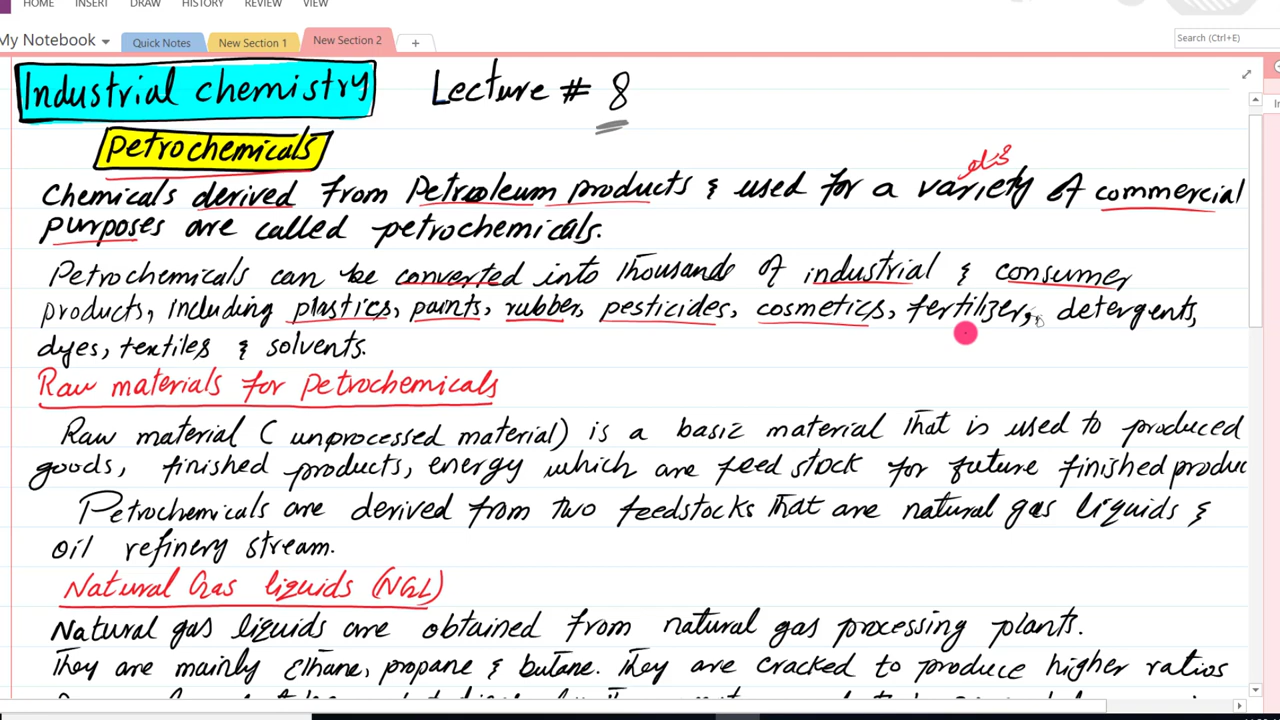 HOME INSERT DRAW HISTORY REVIEW VIEW
My Notebook Quick Notes New Section 1 New Section 2 + Search (Ctrl+E)
Industrial chemistry Lecture # 8
Petrochemicals
Chemicals derived from Petroleum products & used for a variety of commercial
purposes are called petrochemicals.
Petrochemicals can be converted into thousands of industrial & consumer
products, including plastics, paints, rubber, pesticides, cosmetics, fertilizer, detergents,
dyes, textiles & solvents.
Raw materials for petrochemicals
Raw material ( unprocessed material) is a basic material that is used to produced
goods, finished products, energy which are feed stock for future finished produc
Petrochemicals are derived from two feedstocks that are natural gas liquids &
oil refinery stream.
Natural Gas liquids (NGL)
Natural gas liquids are obtained from natural gas processing plants.
They are mainly Ethane, propane & butane. They are cracked to produce higher ratios